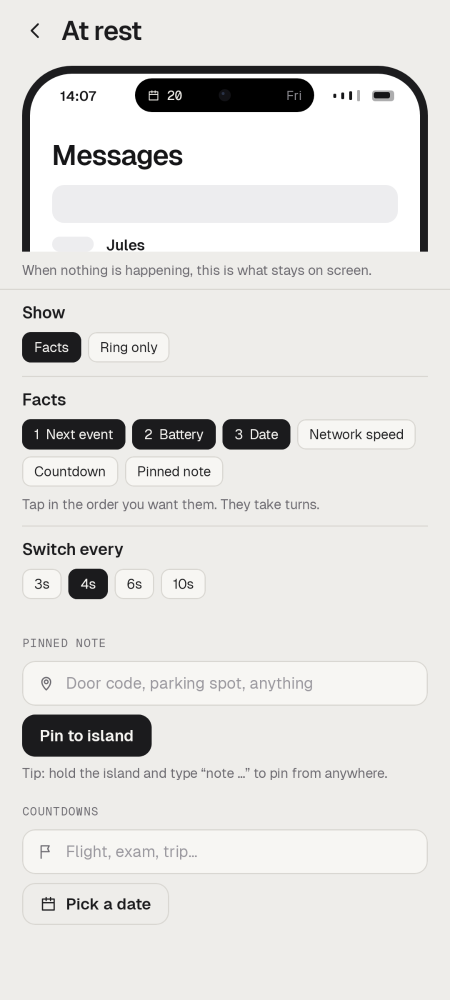 At rest
14:07
20
Fri
Messages
Jules
When nothing is happening, this is what stays on screen.
Show
Facts
Ring only
Facts
1 Next event
2 Battery
3 Date
Network speed
Countdown
Pinned note
Tap in the order you want them. They take turns.
Switch every
3s
4s
6s
10s
PINNED NOTE
Door code, parking spot, anything
Pin to island
Tip: hold the island and type “note …” to pin from anywhere.
COUNTDOWNS
Flight, exam, trip…
Pick a date